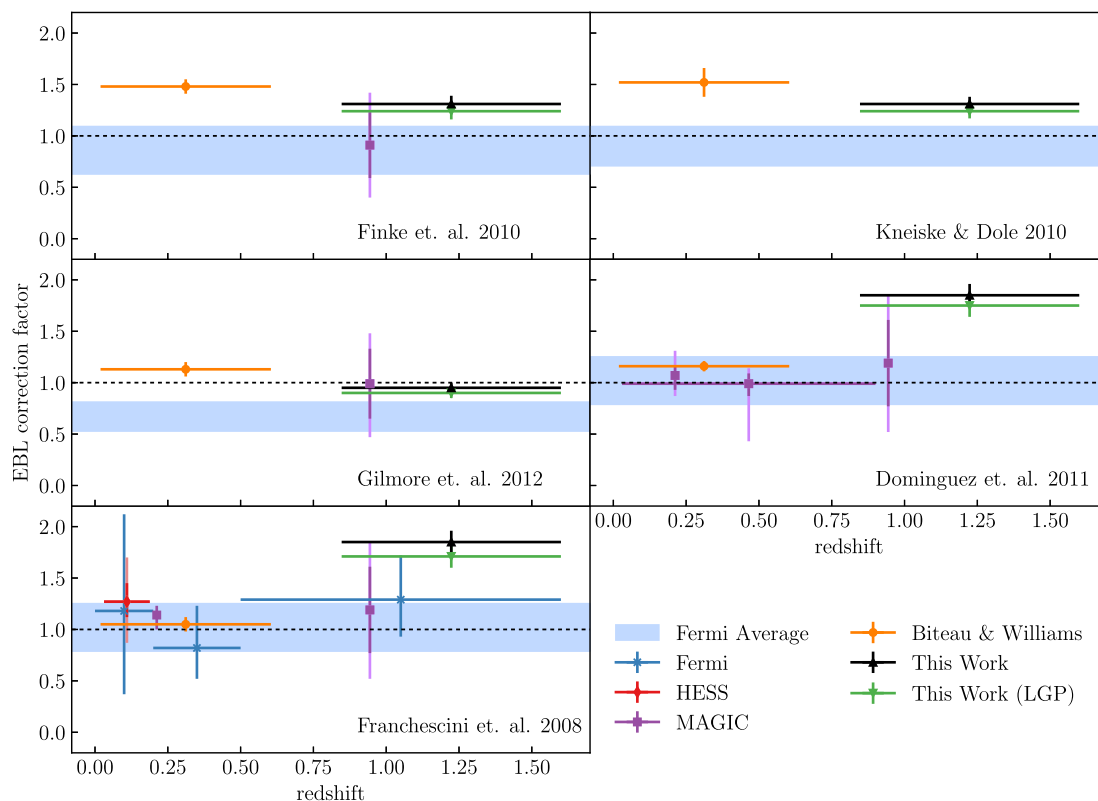 2.0
1.5
1.0
0.5
0.0
Finke et. al. 2010
Kneiske & Dole 2010
2.0
1.5
1.0
0.5
0.0
EBL correction factor
Gilmore et. al. 2012
Dominguez et. al. 2011
0.00 0.25 0.50 0.75 1.00 1.25 1.50
redshift
2.0
1.5
1.0
0.5
0.0
Franchescini et. al. 2008
0.00 0.25 0.50 0.75 1.00 1.25 1.50
redshift
Fermi Average
Fermi
HESS
MAGIC
Biteau & Williams
This Work
This Work (LGP)